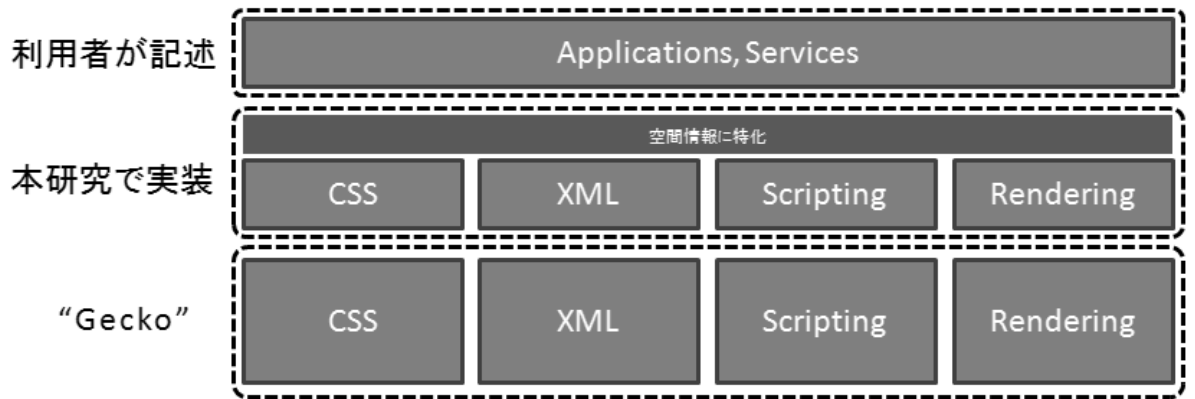 利用者が記述
Applications, Services
空間情報に特化
本研究で実装
CSS XML Scripting Rendering
“Gecko”
CSS XML Scripting Rendering